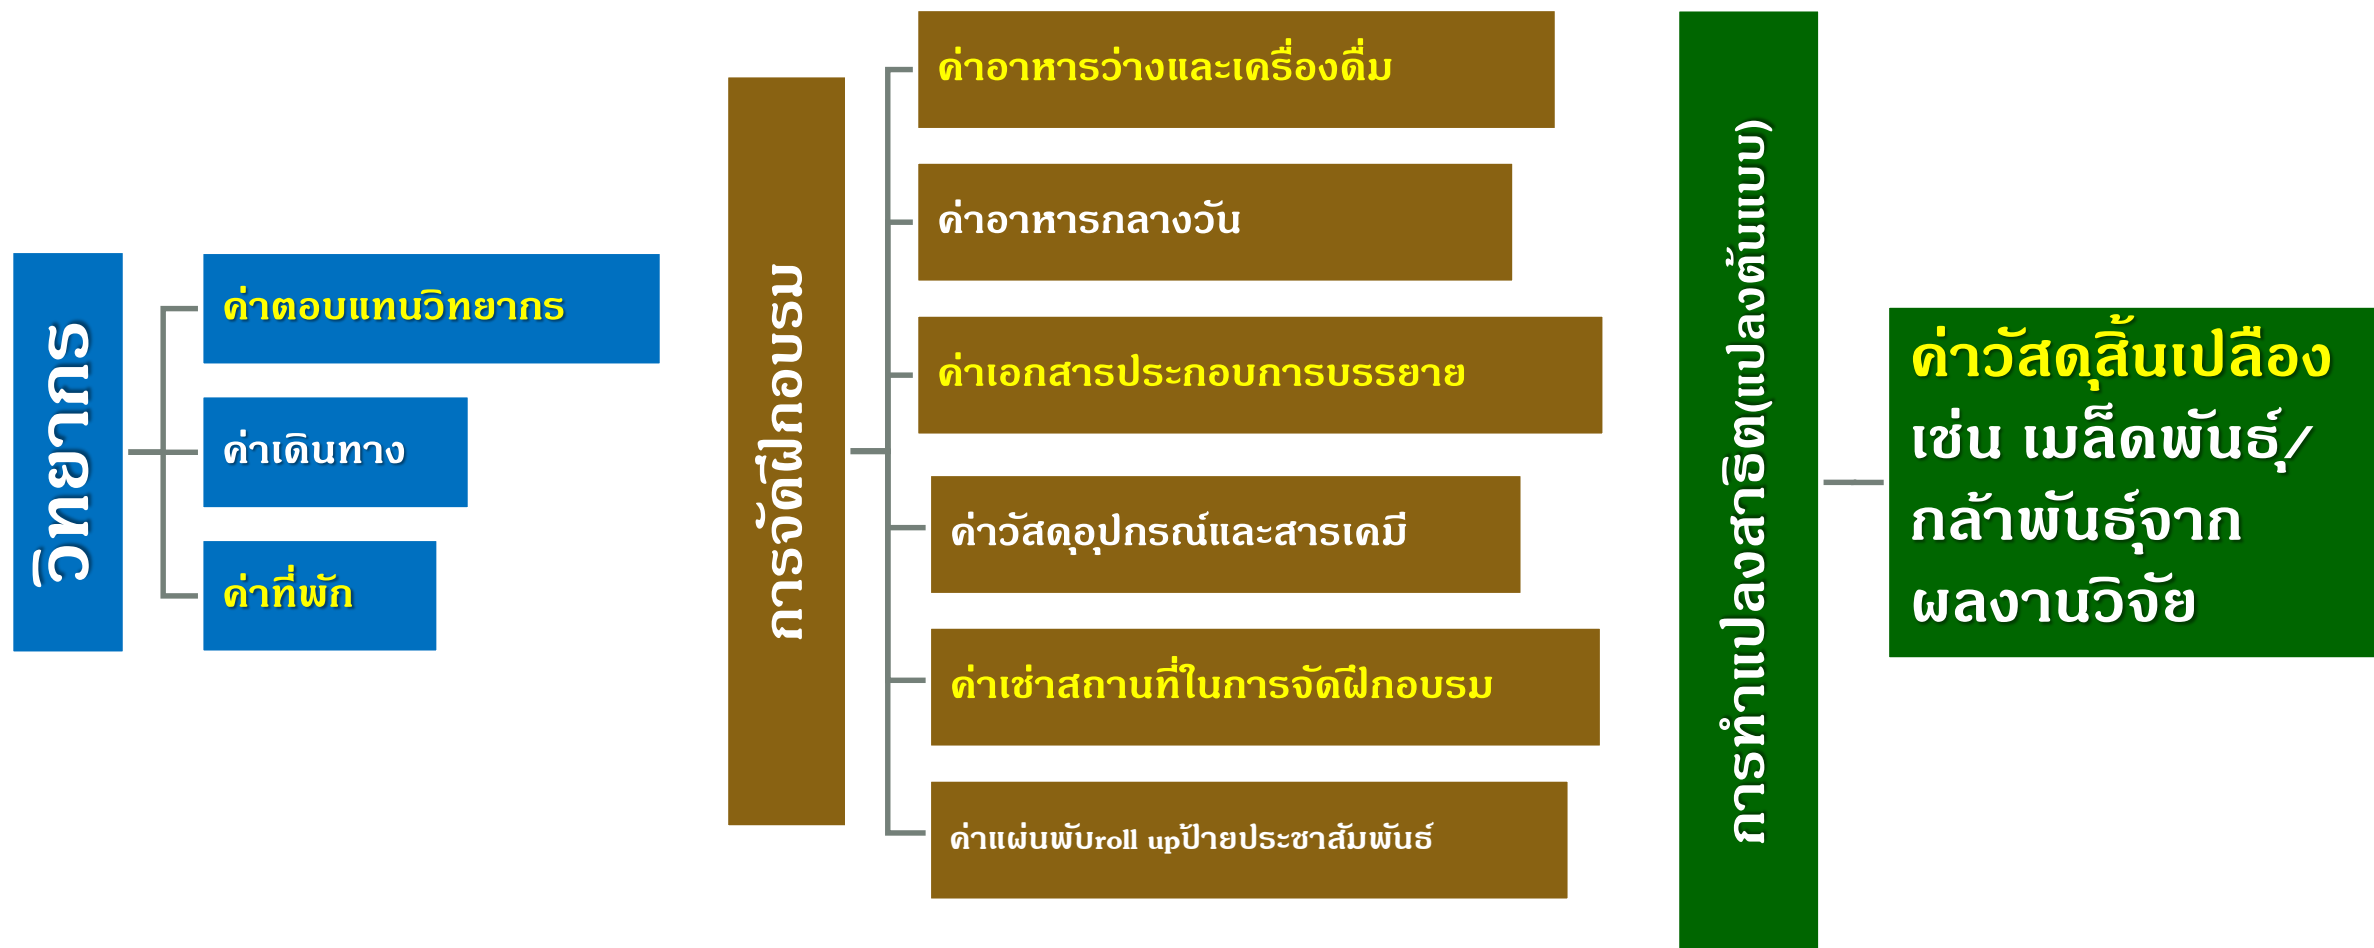 วิทยากร
ค่าตอบแทนวิทยากร
ค่าเดินทาง
ค่าที่พัก
การจัดฝึกอบรม
ค่าอาหารว่างและเครื่องดื่ม
ค่าอาหารกลางวัน
ค่าเอกสารประกอบการบรรยาย
ค่าวัสดุอุปกรณ์และสารเคมี
ค่าเช่าสถานที่ในการจัดฝึกอบรม
ค่าแผ่นพับroll upป้ายประชาสัมพันธ์
การทำแปลงสาธิต(แปลงต้นแบบ)
ค่าวัสดุสิ้นเปลือง
เช่น เมล็ดพันธุ์/
กล้าพันธุ์จาก
ผลงานวิจัย